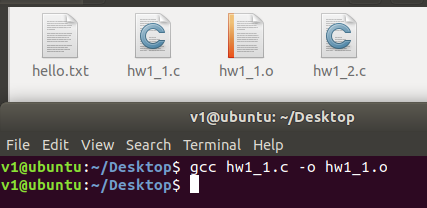 hello.txt hw1_1.c hw1_1.o hw1_2.c
v1@ubuntu: ~/Desktop
File Edit View Search Terminal Help
v1@ubuntu:~/Desktop$ gcc hw1_1.c -o hw1_1.o
v1@ubuntu:~/Desktop$